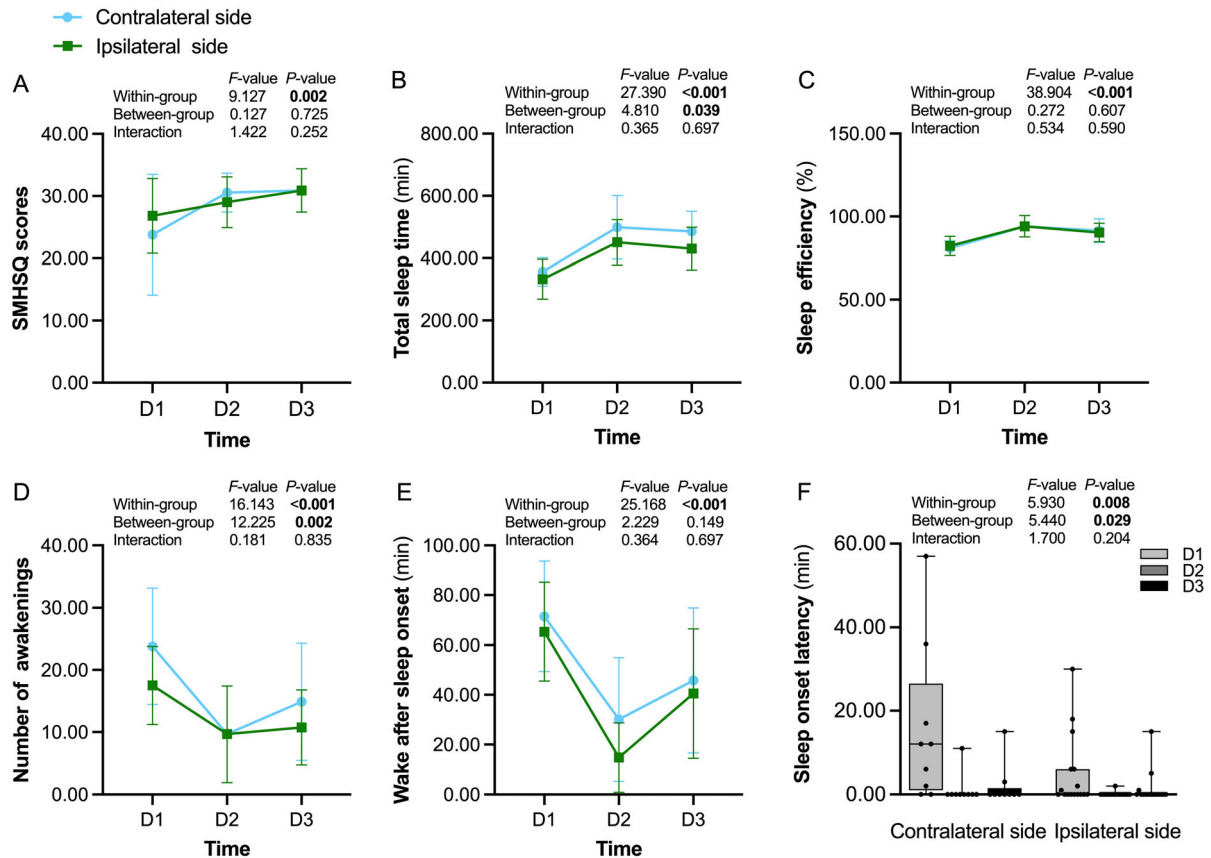 Contralateral side
Ipsilateral side
A
F-value P-value
Within-group 9.127 0.002
Between-group 0.127 0.725
Interaction 1.422 0.252
40.00
30.00
20.00
10.00
0.00
SMHSQ scores
D1 D2 D3
Time
B
F-value P-value
Within-group 27.390 <0.001
Between-group 4.810 0.039
Interaction 0.365 0.697
800.00
600.00
400.00
200.00
0.00
Total sleep time (min)
D1 D2 D3
Time
C
F-value P-value
Within-group 38.904 <0.001
Between-group 0.272 0.607
Interaction 0.534 0.590
150.00
100.00
50.00
0.00
Sleep efficiency (%)
D1 D2 D3
Time
D
F-value P-value
Within-group 16.143 <0.001
Between-group 12.225 0.002
Interaction 0.181 0.835
40.00
30.00
20.00
10.00
0.00
Number of awakenings
D1 D2 D3
Time
E
F-value P-value
Within-group 25.168 <0.001
Between-group 2.229 0.149
Interaction 0.364 0.697
100.00
80.00
60.00
40.00
20.00
0.00
Wake after sleep onset (min)
D1 D2 D3
Time
F
F-value P-value
Within-group 5.930 0.008
Between-group 5.440 0.029
Interaction 1.700 0.204
60.00
40.00
20.00
0.00
Sleep onset latency (min)
D1
D2
D3
Contralateral side Ipsilateral side